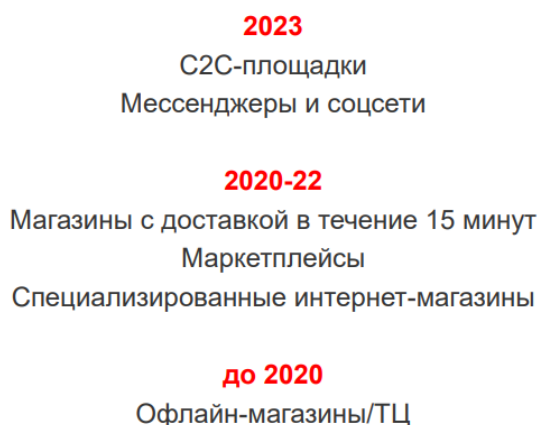 2023
C2C-площадки
Мессенджеры и соцсети
2020-22
Магазины с доставкой в течение 15 минут
Маркетплейсы
Специализированные интернет-магазины
до 2020
Офлайн-магазины/ТЦ